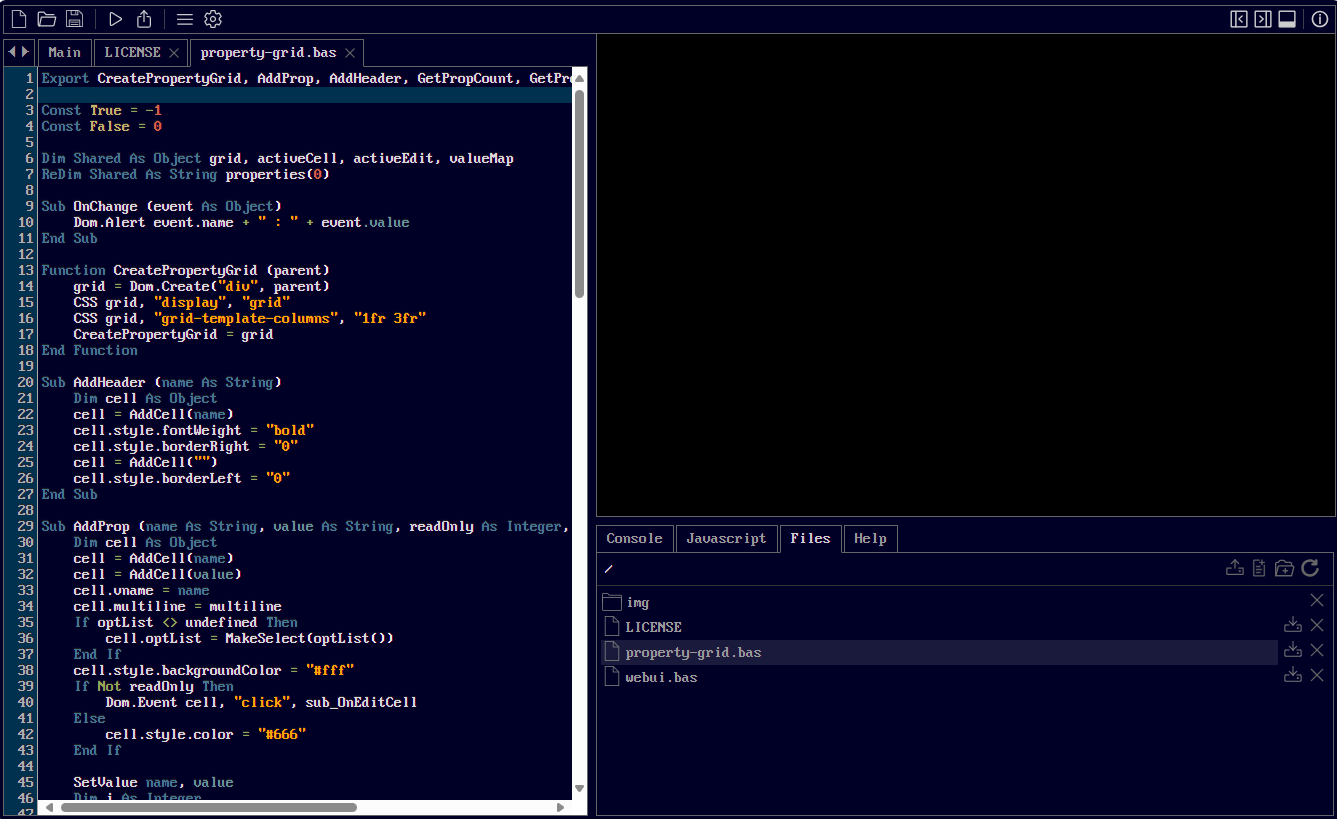 Main
LICENSE
property-grid.bas
1 Export CreatePropertyGrid, AddProp, AddHeader, GetPropCount, GetPro
2
3 Const True = -1
4 Const False = 0
5
6 Dim Shared As Object grid, activeCell, activeEdit, valueMap
7 ReDim Shared As String properties(0)
8
9 Sub OnChange (event As Object)
10     Dom.Alert event.name + " : " + event.value
11 End Sub
12
13 Function CreatePropertyGrid (parent)
14     grid = Dom.Create("div", parent)
15     CSS grid, "display", "grid"
16     CSS grid, "grid-template-columns", "1fr 3fr"
17     CreatePropertyGrid = grid
18 End Function
19
20 Sub AddHeader (name As String)
21     Dim cell As Object
22     cell = AddCell(name)
23     cell.style.fontWeight = "bold"
24     cell.style.borderRight = "0"
25     cell = AddCell("")
26     cell.style.borderLeft = "0"
27 End Sub
28
29 Sub AddProp (name As String, value As String, readOnly As Integer,
30     Dim cell As Object
31     cell = AddCell(name)
32     cell = AddCell(value)
33     cell.vname = name
34     cell.multiline = multiline
35     If optList <> undefined Then
36         cell.optList = MakeSelect(optList())
37     End If
38     cell.style.backgroundColor = "#fff"
39     If Not readOnly Then
40         Dom.Event cell, "click", sub_OnEditCell
41     Else
42         cell.style.color = "#666"
43     End If
44
45     SetValue name, value
46     Dim i As Integer
47
Console
Javascript
Files
Help
/
img
LICENSE
property-grid.bas
webui.bas